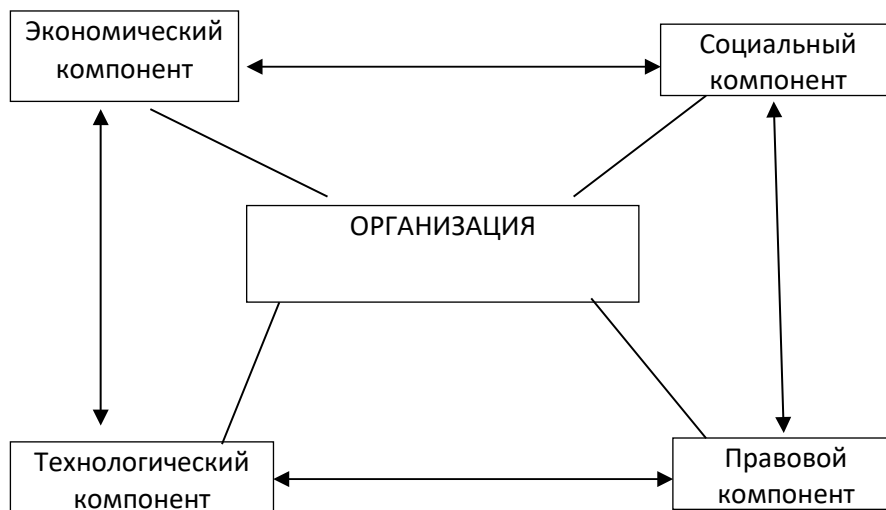 Экономический
компонент
Социальный
компонент
ОРГАНИЗАЦИЯ
Технологический
компонент
Правовой
компонент